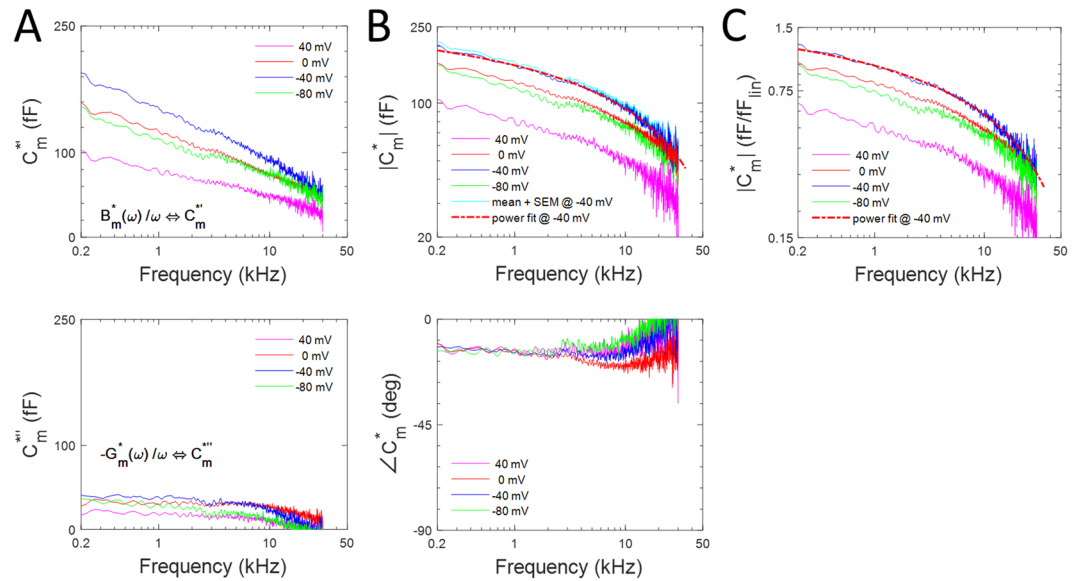 A
250
100
0
C*'m (fF)
40 mV
0 mV
-40 mV
-80 mV
B*m(ω) /ω ⇔ C*'m
0.2
1
10
50
Frequency (kHz)
B
250
100
20
|C*m| (fF)
40 mV
0 mV
-40 mV
-80 mV
mean + SEM @ -40 mV
power fit @ -40 mV
0.2
1
10
50
Frequency (kHz)
C
1.5
0.75
0.15
|C*m| (fF/fFlin)
40 mV
0 mV
-40 mV
-80 mV
power fit @ -40 mV
0.2
1
10
50
Frequency (kHz)
250
100
0
C*''m (fF)
40 mV
0 mV
-40 mV
-80 mV
-G*m(ω) /ω ⇔ C*''m
0.2
1
10
50
Frequency (kHz)
0
-45
-90
∠C*m (deg)
40 mV
0 mV
-40 mV
-80 mV
0.2
1
10
50
Frequency (kHz)